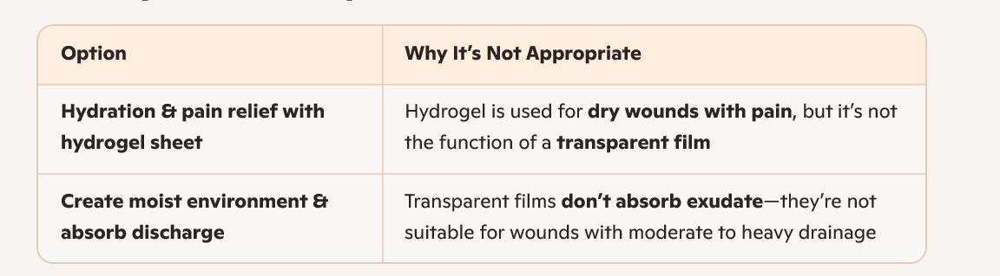 Option
Why It's Not Appropriate
Hydration & pain relief with
hydrogel sheet
Hydrogel is used for dry wounds with pain, but it's not
the function of a transparent film
Create moist environment &
absorb discharge
Transparent films don't absorb exudate—they're not
suitable for wounds with moderate to heavy drainage